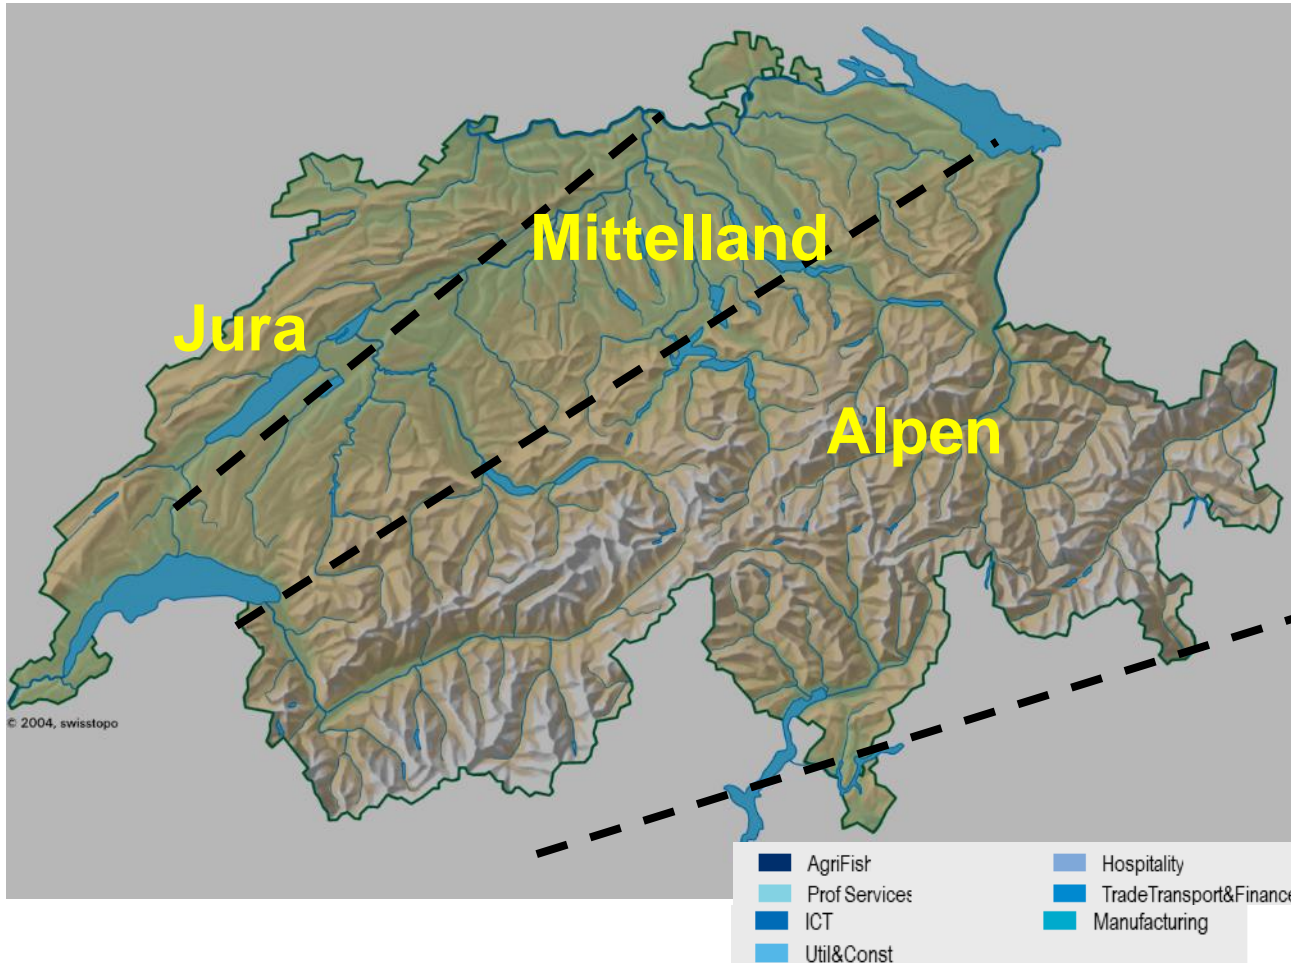 Mittelland
Jura
Alpen
© 2004, swisstopo
AgriFish
Hospitality
Prof Services
TradeTransport&Finance
ICT
Manufacturing
Util&Const